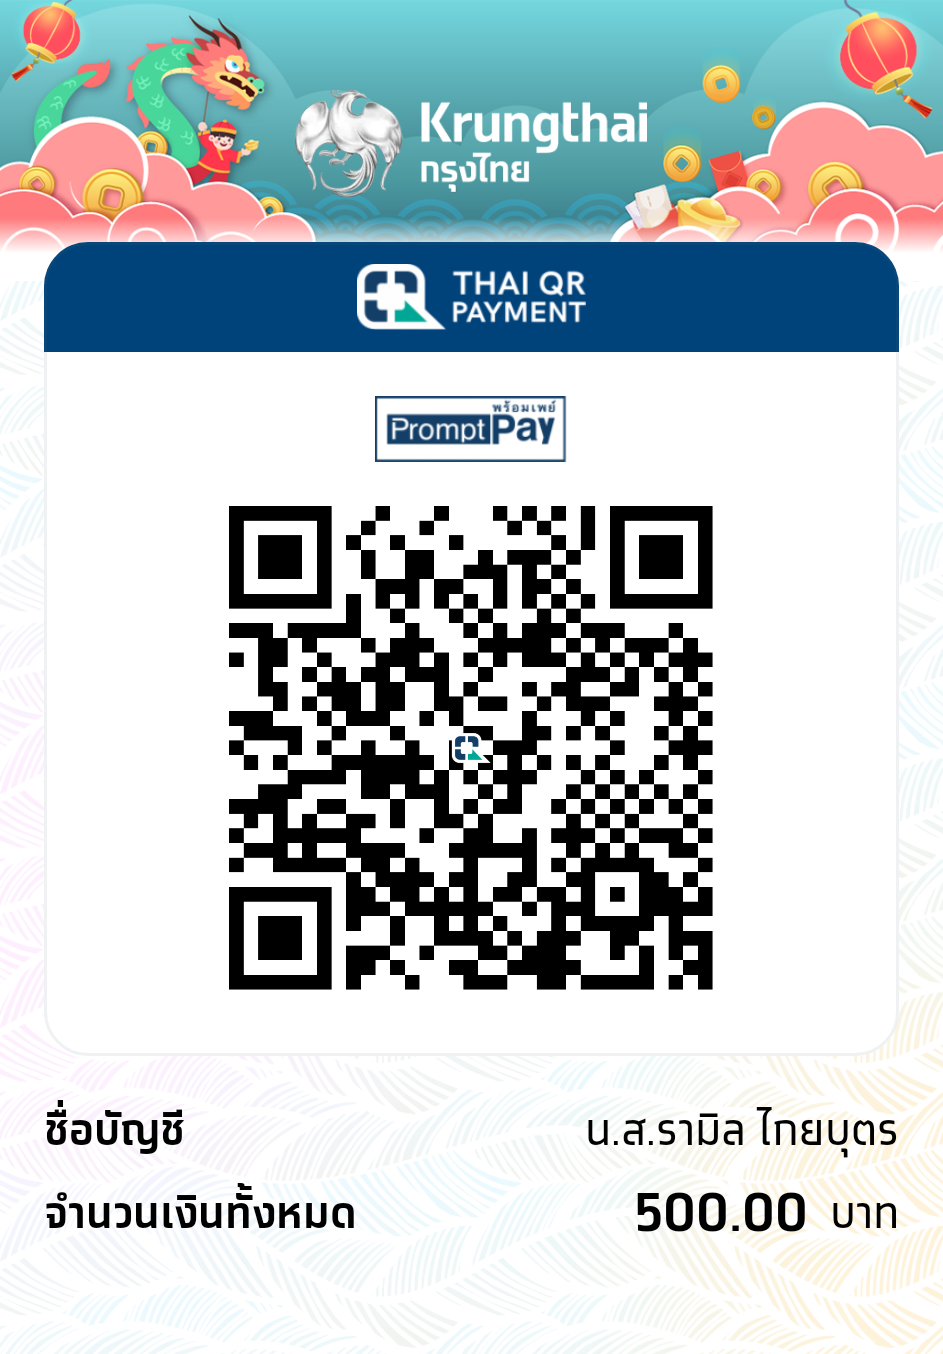 Krungthai
กรุงไทย
THAI QR
PAYMENT
พร้อมเพย์
PromptPay
ชื่อบัญชี น.ส.รามิล ไกยบุตร
จำนวนเงินทั้งหมด 500.00 บาท